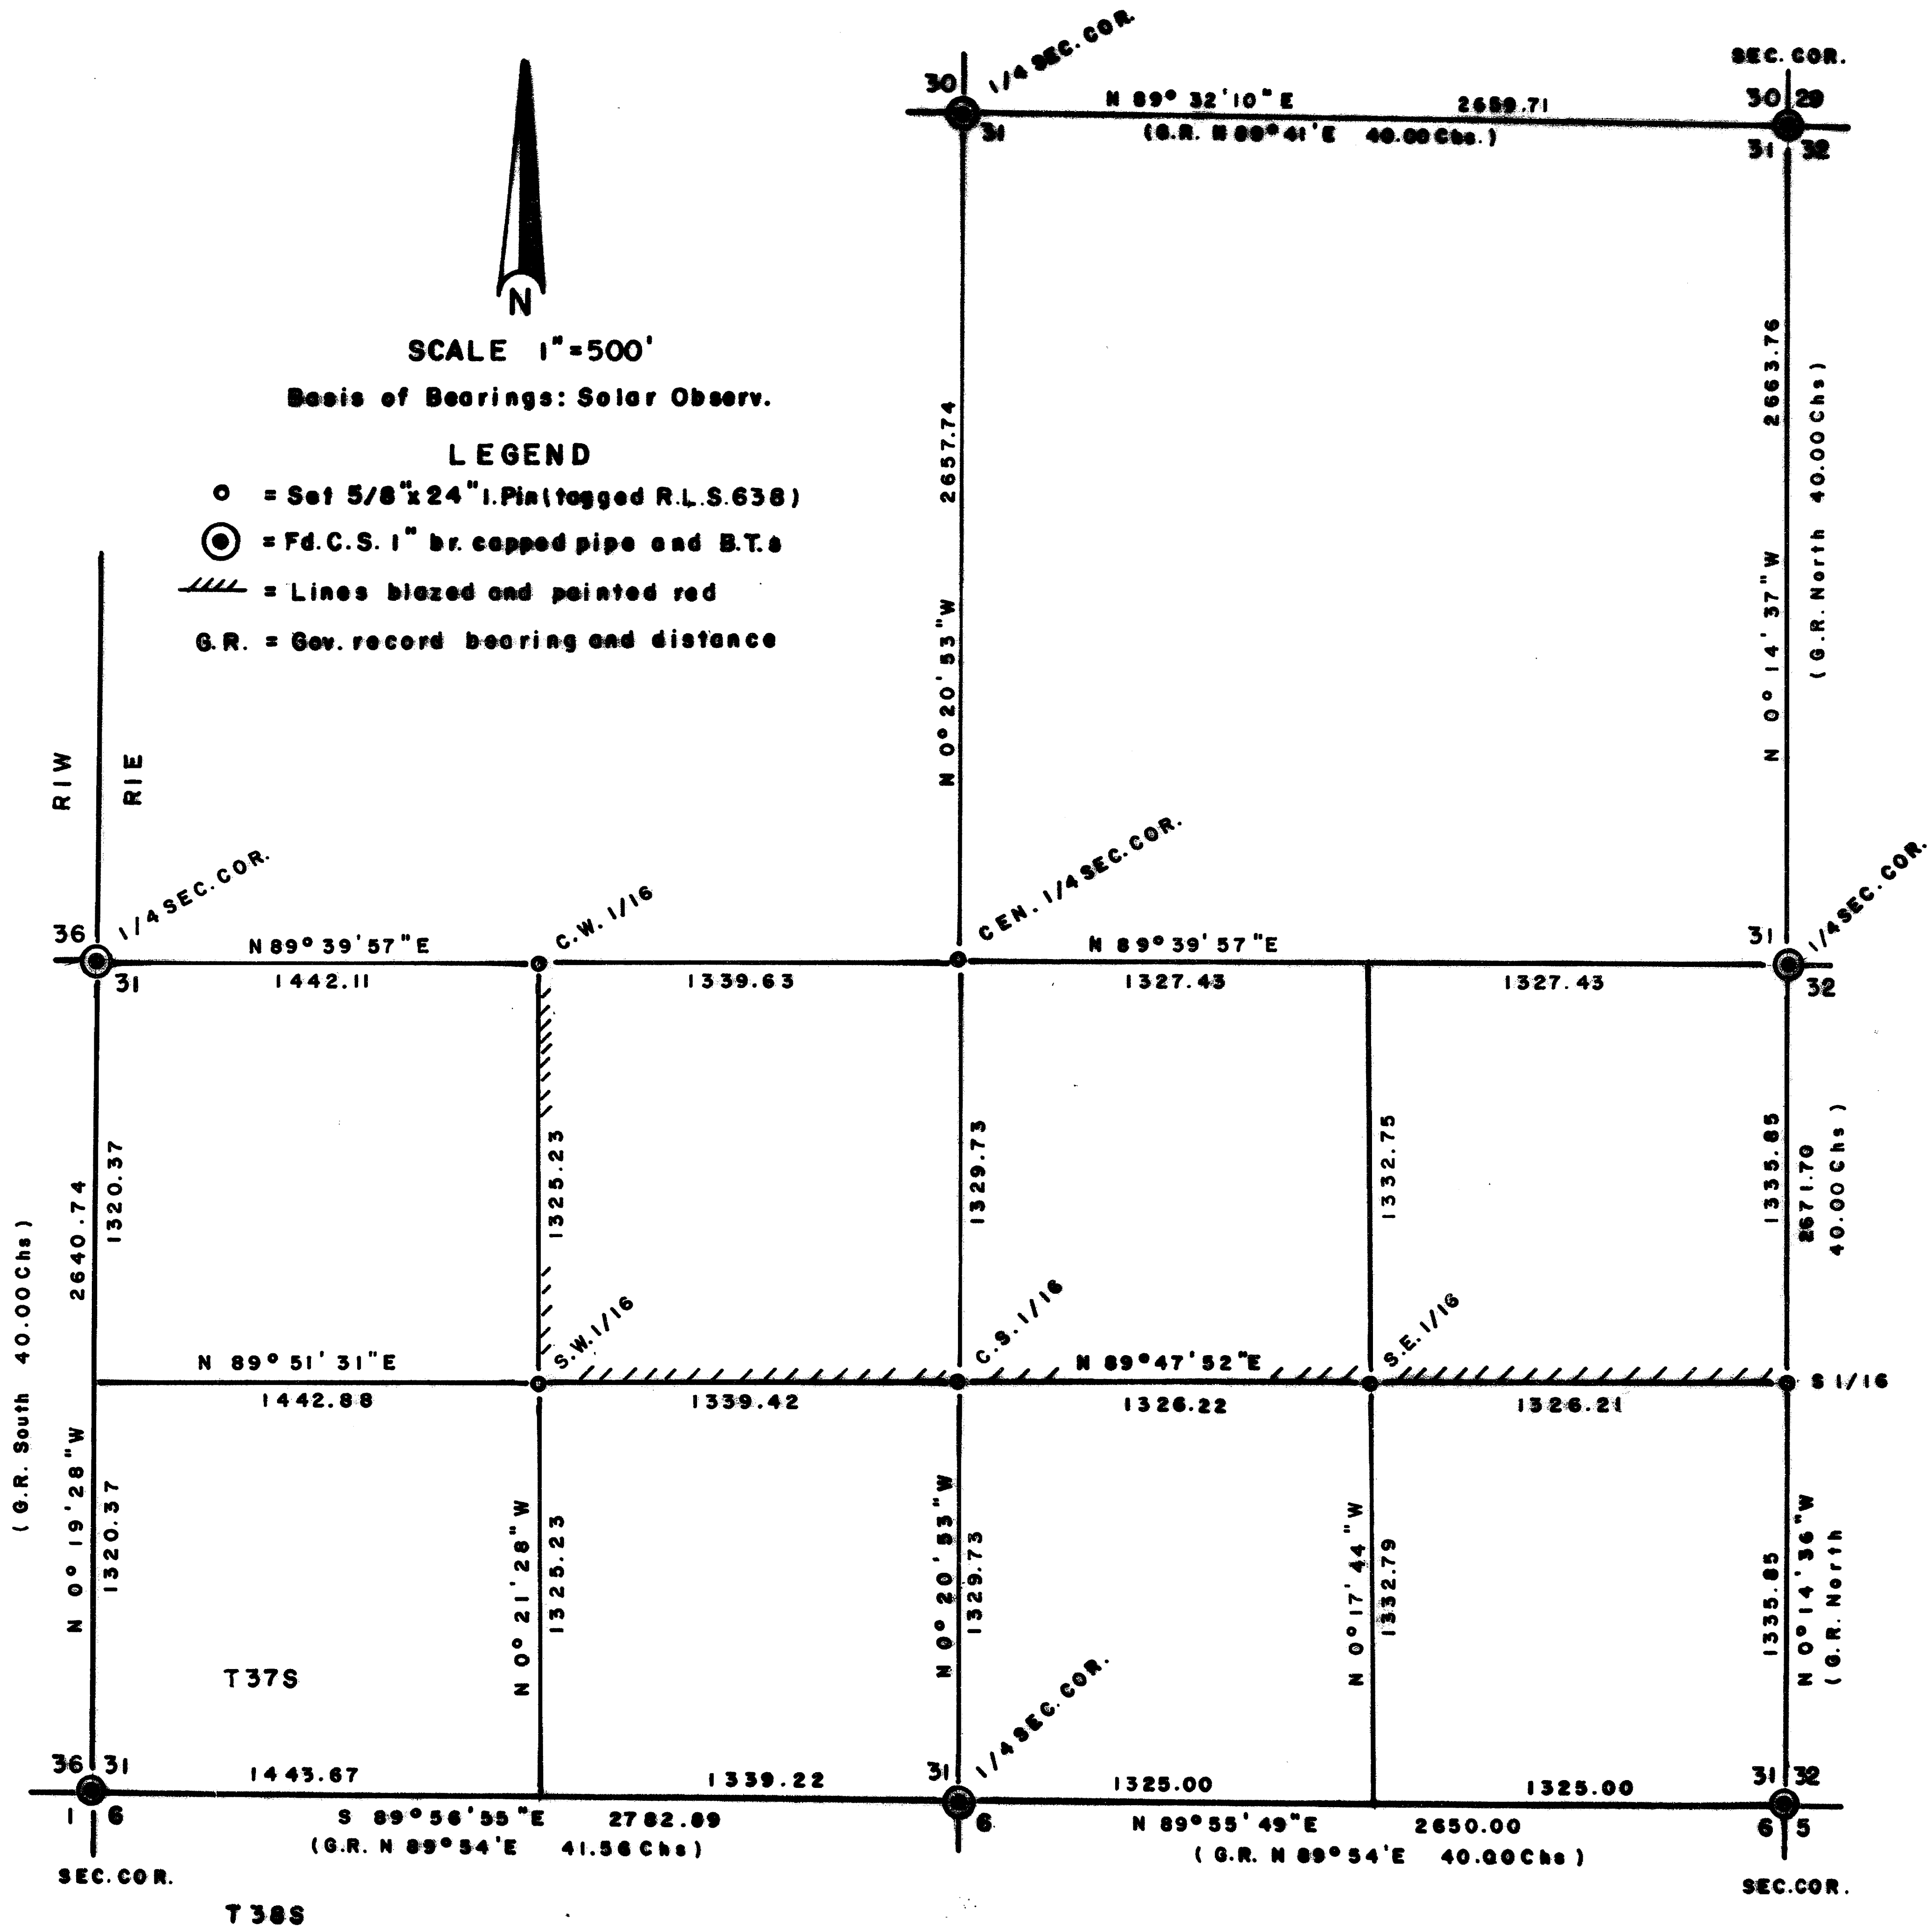 1/4 SEC. COR.
SEC. COR.
30
31
N 89° 32' 10" E 2659.71
(G.R. N 89° 41' E 40.00 Chs.)
30 29
31 32
N
SCALE 1"=500'
Basis of Bearings: Solar Observ.
LEGEND
= Set 5/8"x 24" I. Pin (tagged R.L.S. 638)
= Fd. C.S. 1" br. capped pipe and B.T.s
= Lines blazed and painted red
G.R. = Gov. record bearing and distance
N 0° 20' 53" W 2657.74
N 0° 14' 37" W 2663.76
(G.R. North 40.00 Chs)
R1W
R1E
1/4 SEC. COR.
C.W. 1/16
CEN. 1/4 SEC. COR.
1/4 SEC. COR.
36
31
N 89° 39' 57" E
1442.11
1339.63
N 89° 39' 57" E
1327.43
1327.43
31
32
(G.R. South 40.00 Chs)
N 0° 19' 28" W 2640.74
1320.37
1325.23
1329.73
1332.75
1335.85
2671.70
40.00 Chs)
S.W. 1/16
C.S. 1/16
S.E. 1/16
S 1/16
N 89° 51' 31" E
1442.88
1339.42
N 89° 47' 52" E
1326.22
1326.21
1320.37
N 0° 21' 28" W
1325.23
N 0° 20' 53" W
1329.73
N 0° 17' 44" W
1332.79
1335.85
N 0° 14' 36" W
(G.R. North
T 37 S
1/4 SEC. COR.
36 31
1 6
1443.67
1339.22
31
6
1325.00
1325.00
31 32
6 5
S 89° 56' 55" E 2782.89
(G.R. N 89° 54' E 41.56 Chs)
N 89° 55' 49" E 2650.00
(G.R. N 89° 54' E 40.00 Chs)
SEC. COR.
SEC. COR.
T 38 S